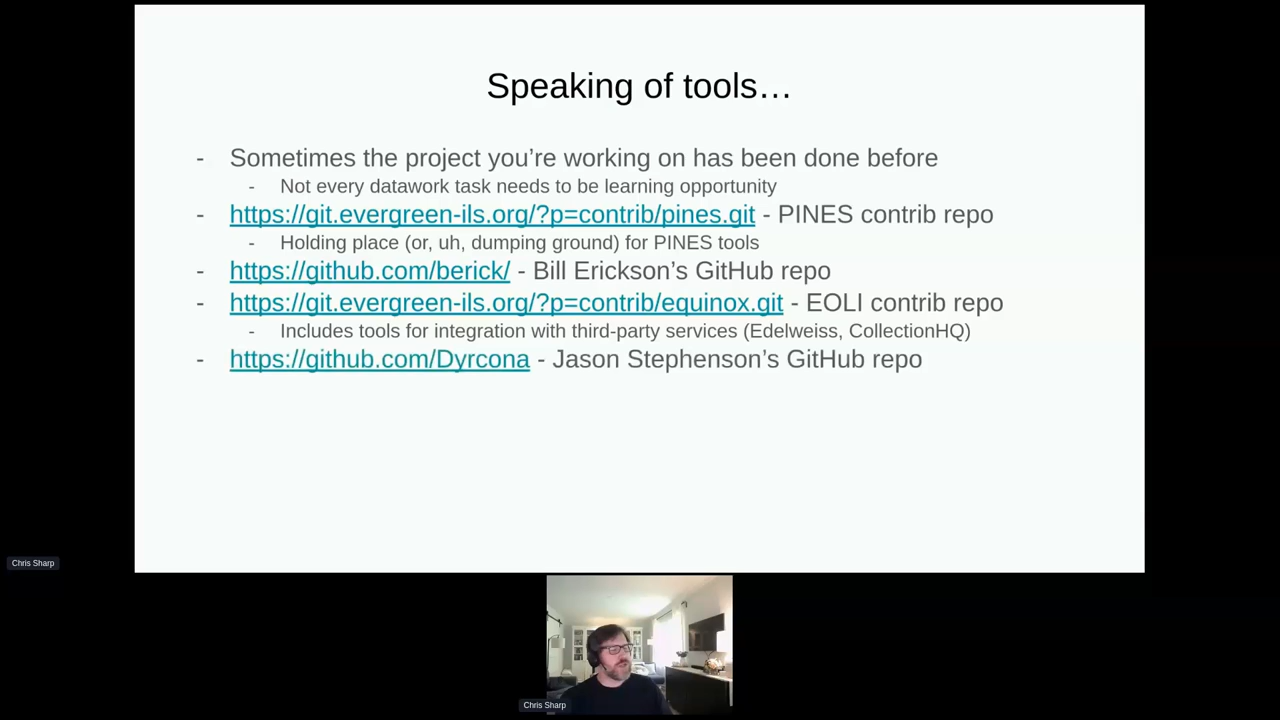 Speaking of tools…
- Sometimes the project you're working on has been done before
- Not every datawork task needs to be learning opportunity
- https://git.evergreen-ils.org/?p=contrib/pines.git - PINES contrib repo
- Holding place (or, uh, dumping ground) for PINES tools
- https://github.com/berick/ - Bill Erickson's GitHub repo
- https://git.evergreen-ils.org/?p=contrib/equinox.git - EOLI contrib repo
- Includes tools for integration with third-party services (Edelweiss, CollectionHQ)
- https://github.com/Dyrcona - Jason Stephenson's GitHub repo
Chris Sharp
Chris Sharp